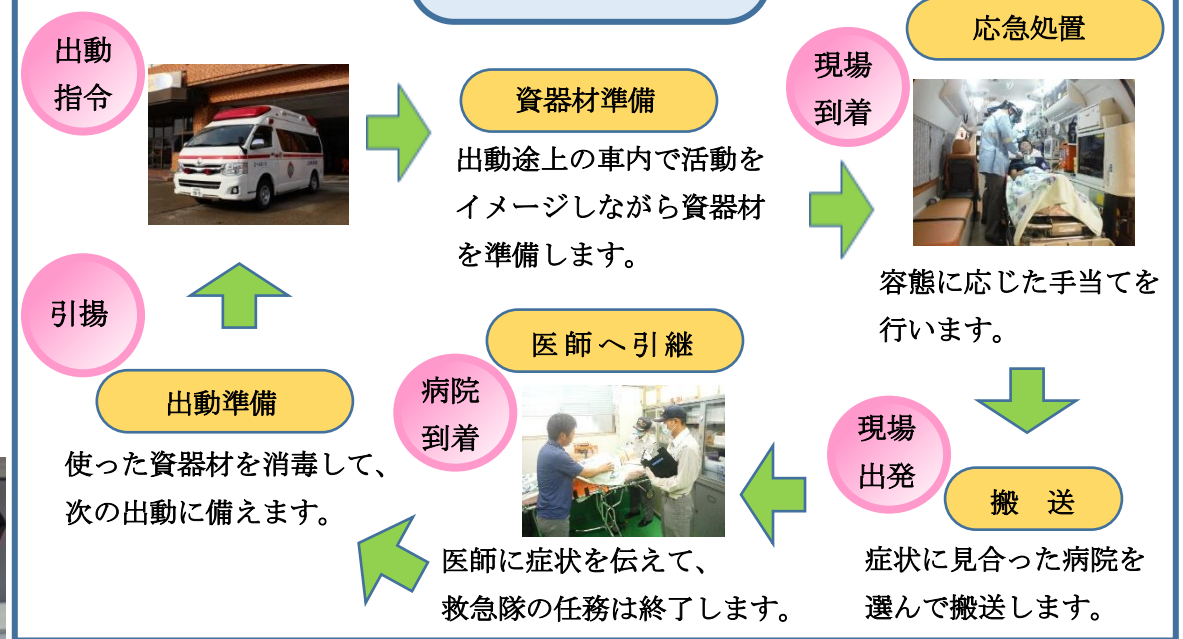 出動
指令
資器材準備
出動途上の車内で活動を
イメージしながら資器材
を準備します。
現場
到着
応急処置
容態に応じた手当てを
行います。
現場
出発
搬 送
症状に見合った病院を
選んで搬送します。
病院
到着
医師へ引継
医師に症状を伝えて、
救急隊の任務は終了します。
引揚
出動準備
使った資器材を消毒して、
次の出動に備えます。